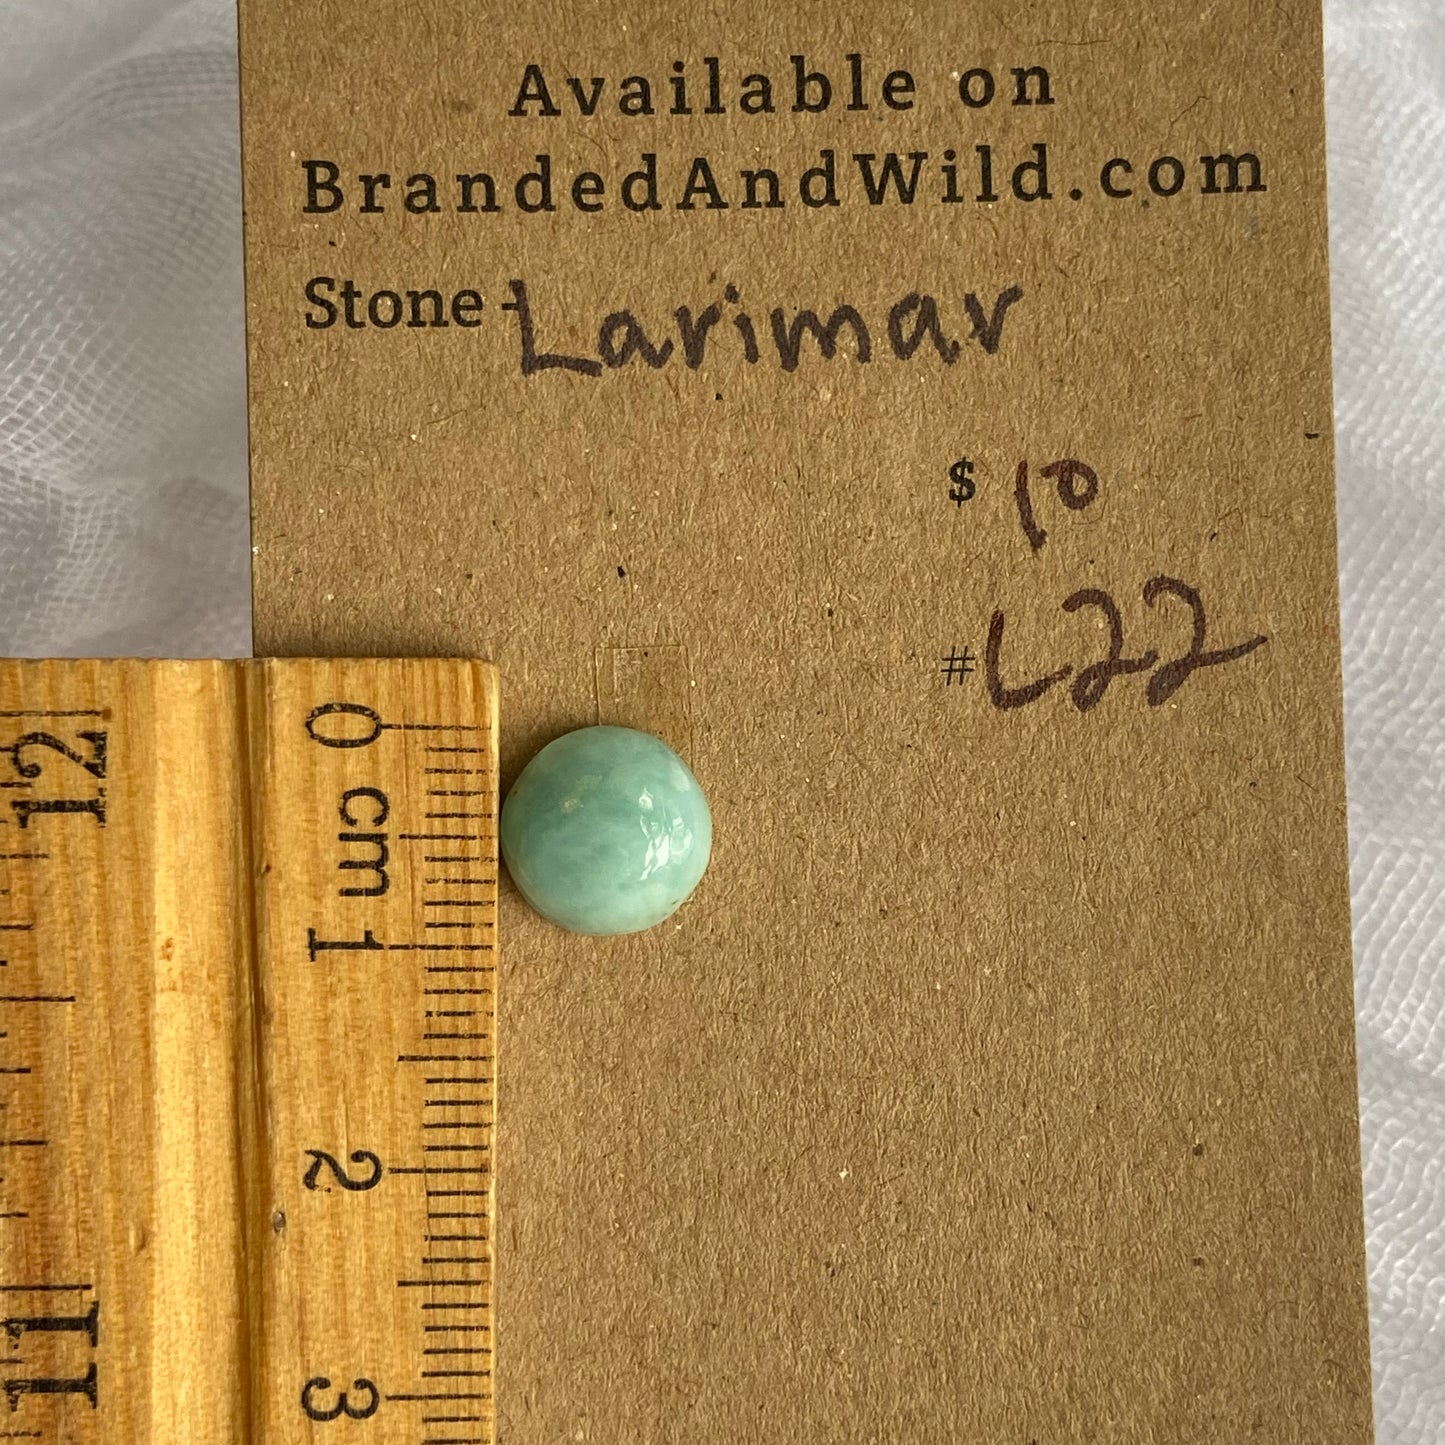 Available on
BrandedAndWild.com
Stone - Larimar
$ 10
# L22
0 cm 1 2 3
12 11